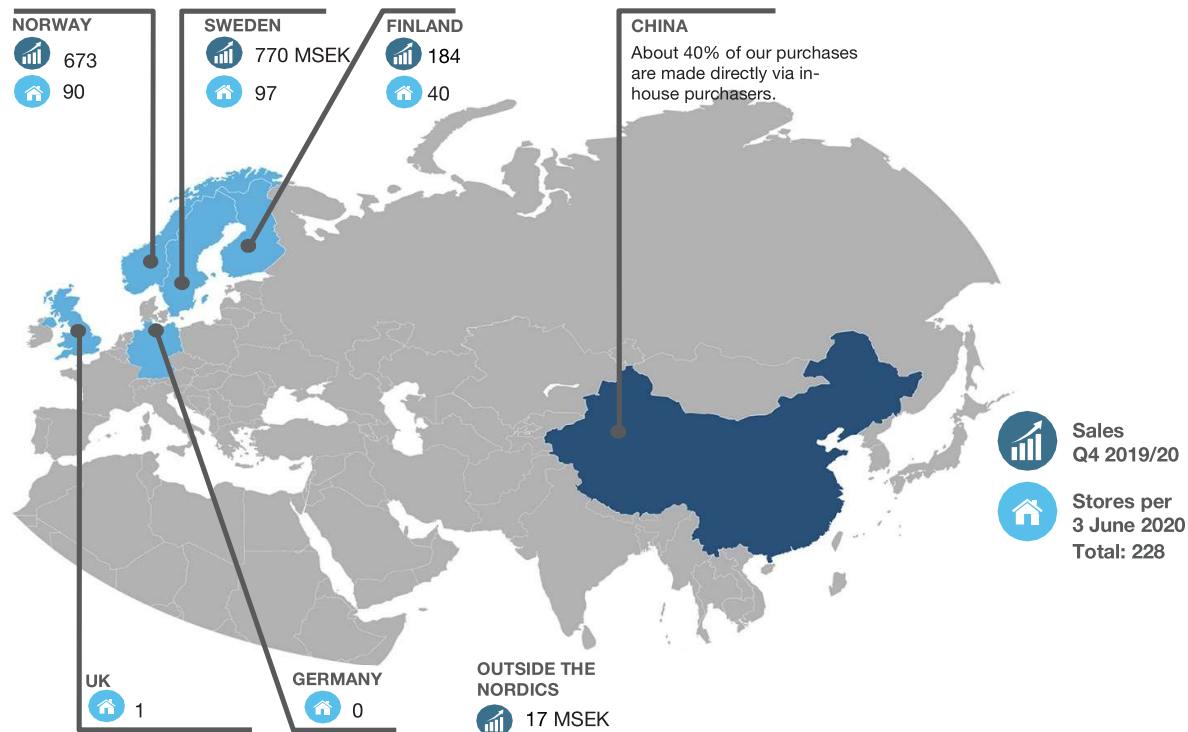 NORWAY
673
90
SWEDEN
770 MSEK
97
FINLAND
184
40
CHINA
About 40% of our purchases
are made directly via in-
house purchasers.
Sales
Q4 2019/20
Stores per
3 June 2020
Total: 228
UK
1
GERMANY
0
OUTSIDE THE
NORDICS
17 MSEK